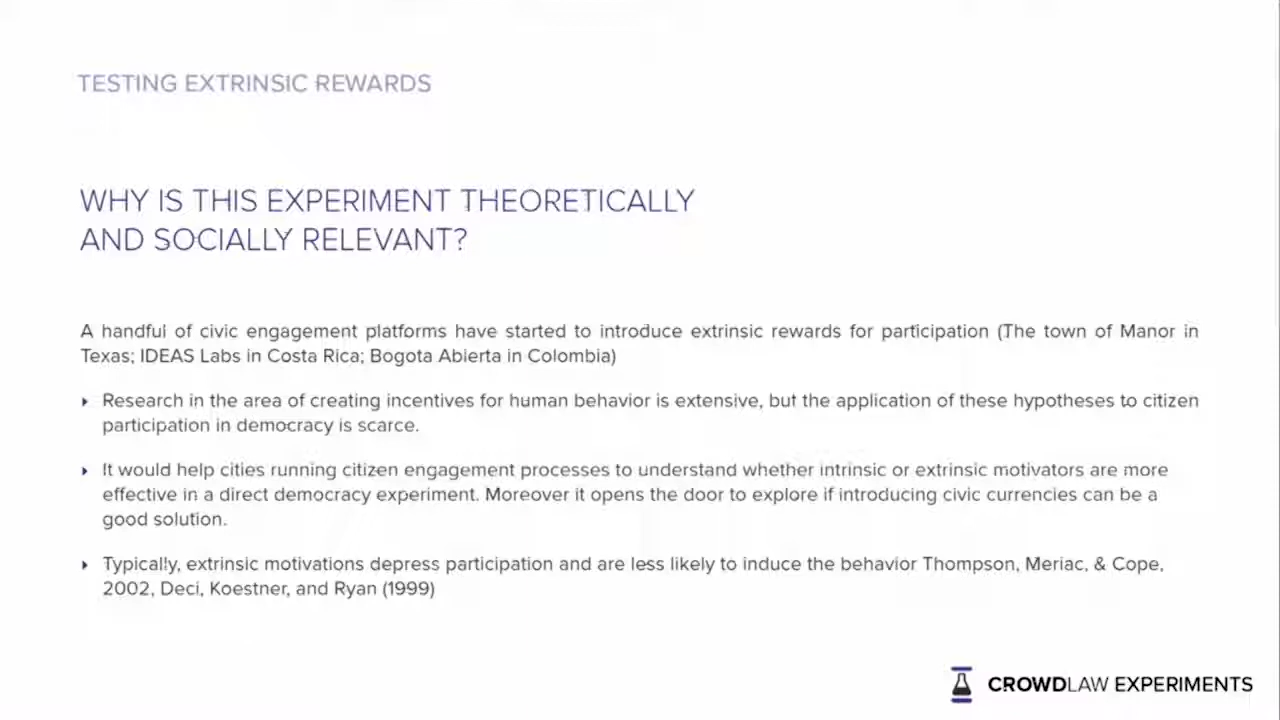 TESTING EXTRINSIC REWARDS
WHY IS THIS EXPERIMENT THEORETICALLY
AND SOCIALLY RELEVANT?
A handful of civic engagement platforms have started to introduce extrinsic rewards for participation (The town of Manor in
Texas; IDEAS Labs in Costa Rica; Bogota Abierta in Colombia)
‣ Research in the area of creating incentives for human behavior is extensive, but the application of these hypotheses to citizen
participation in democracy is scarce.
‣ It would help cities running citizen engagement processes to understand whether intrinsic or extrinsic motivators are more
effective in a direct democracy experiment. Moreover it opens the door to explore if introducing civic currencies can be a
good solution.
‣ Typically, extrinsic motivations depress participation and are less likely to induce the behavior Thompson, Meriac, & Cope,
2002, Deci, Koestner, and Ryan (1999)
CROWDLAW EXPERIMENTS